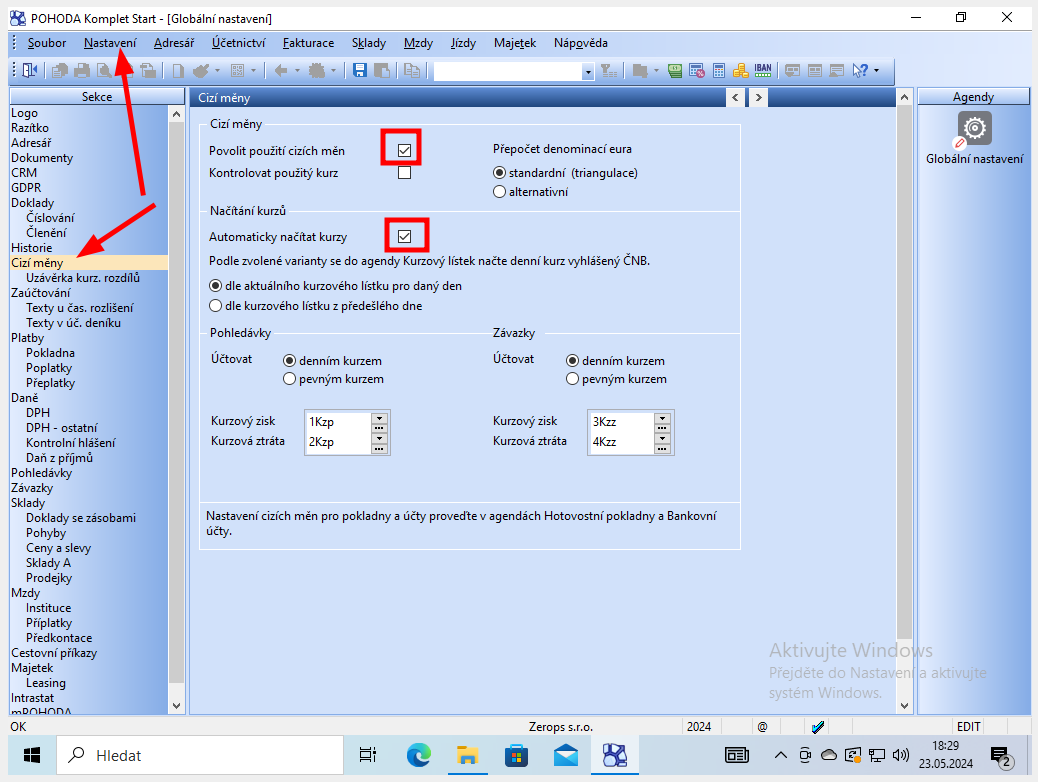 POHODA Komplet Start - [Globální nastavení]
Soubor Nastavení Adresář Účetnictví Fakturace Sklady Mzdy Jízdy Majetek Nápověda
IBAN
Sekce
Logo
Razítko
Adresář
Dokumenty
CRM
GDPR
Doklady
Číslování
Členění
Historie
Cizí měny
Uzávěrka kurz. rozdílů
Zaúčtování
Texty u čas. rozlišení
Texty v úč. deníku
Platby
Pokladna
Poplatky
Přeplatky
Daně
DPH
DPH - ostatní
Kontrolní hlášení
Daň z příjmů
Pohledávky
Závazky
Sklady
Doklady se zásobami
Pohyby
Ceny a slevy
Sklady A
Prodejky
Mzdy
Instituce
Příplatky
Předkontace
Cestovní příkazy
Majetek
Leasing
Intrastat
mPOHODA
Cizí měny
Cizí měny
Povolit použití cizích měn
Kontrolovat použitý kurz
Přepočet denominací eura
standardní (triangulace)
alternativní
Načítání kurzů
Automaticky načítat kurzy
Podle zvolené varianty se do agendy Kurzový lístek načte denní kurz vyhlášený ČNB.
dle aktuálního kurzového lístku pro daný den
dle kurzového lístku z předešlého dne
Pohledávky
Účtovat
denním kurzem
pevným kurzem
Kurzový zisk 1Kzp
Kurzová ztráta 2Kzp
Závazky
Účtovat
denním kurzem
pevným kurzem
Kurzový zisk 3Kzz
Kurzová ztráta 4Kzz
Nastavení cizích měn pro pokladny a účty proveďte v agendách Hotovostní pokladny a Bankovní
účty.
Agendy
Globální nastavení
Aktivujte Windows
Přejděte do Nastavení a aktivujte
systém Windows.
OK Zerops s.r.o. 2024 @ EDIT
Hledat
18:29
23.05.2024
2